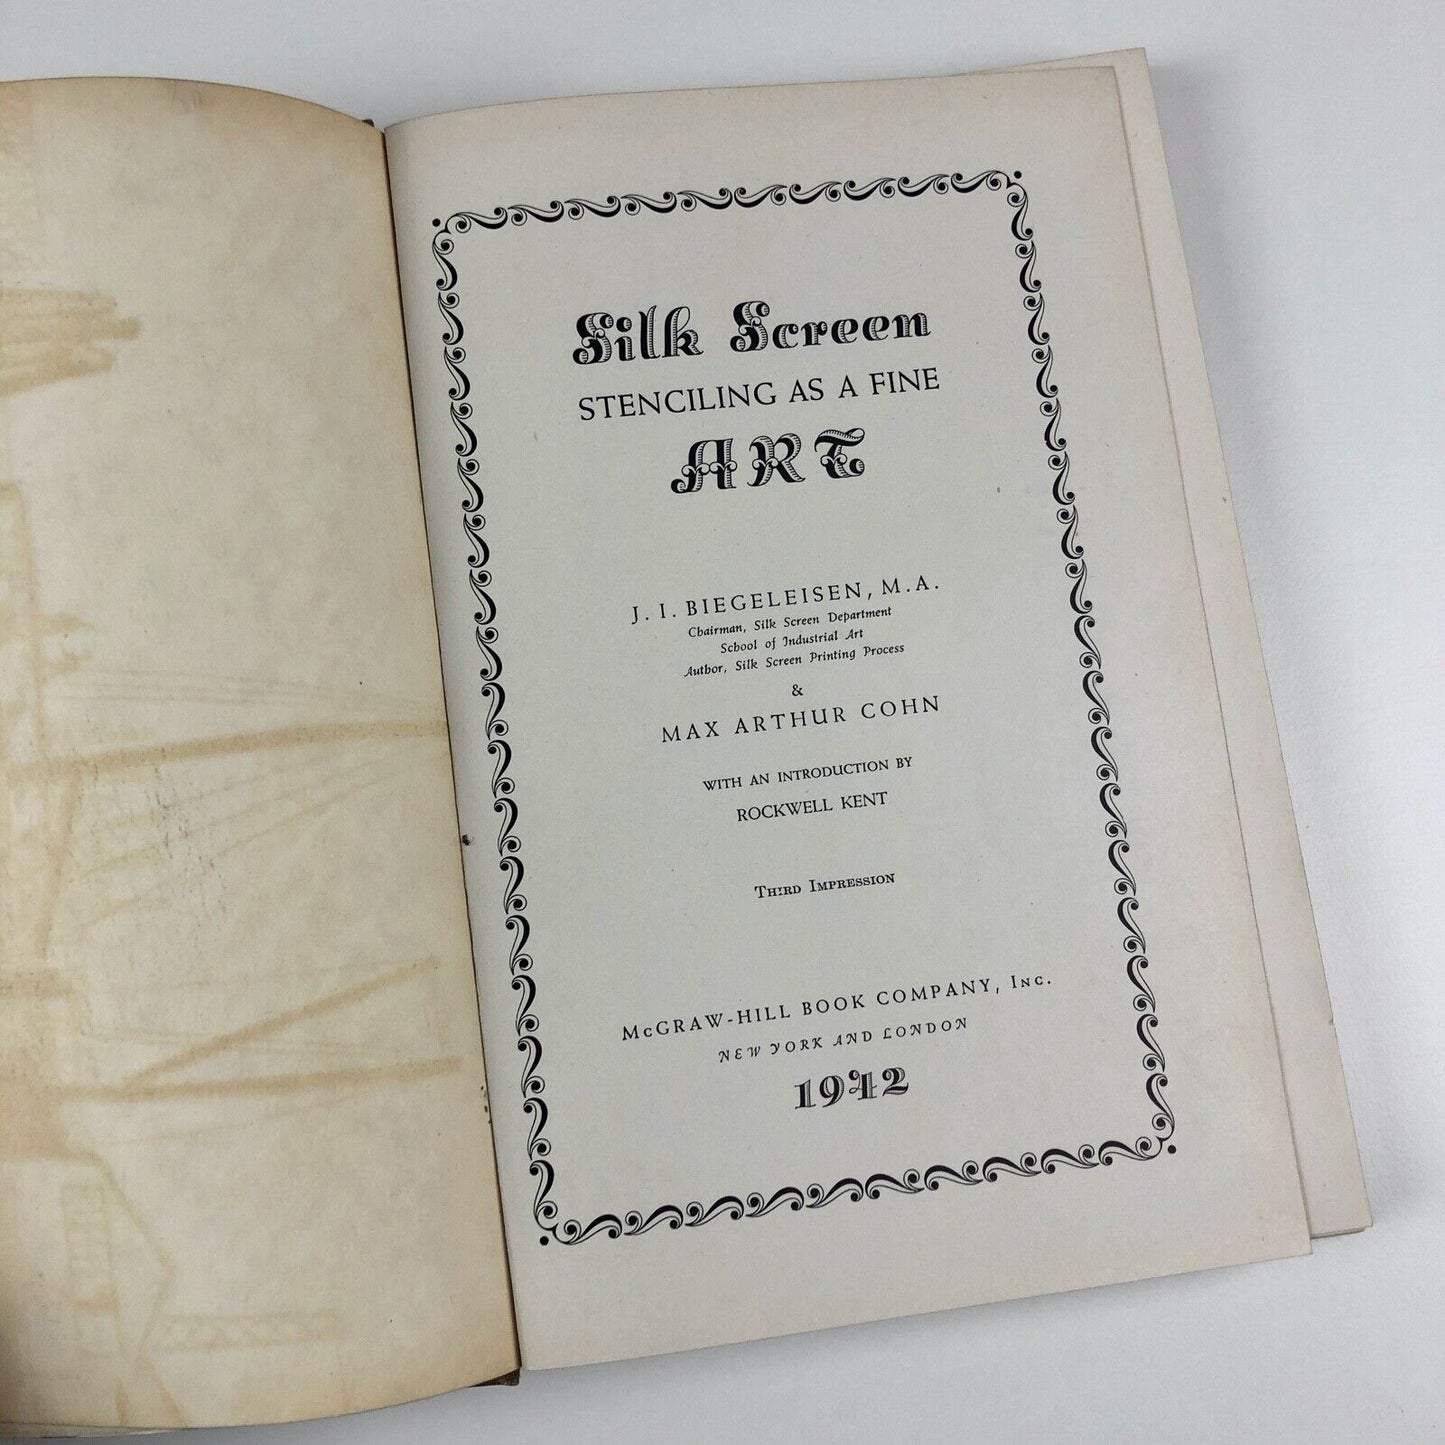 Silk Screen
STENCILING AS A FINE
ART
J. I. BIEGELEISEN, M.A.
Chairman, Silk Screen Department
School of Industrial Art
Author, Silk Screen Printing Process
&
MAX ARTHUR COHN
WITH AN INTRODUCTION BY
ROCKWELL KENT
THIRD IMPRESSION
McGRAW-HILL BOOK COMPANY, INC.
NEW YORK AND LONDON
1942